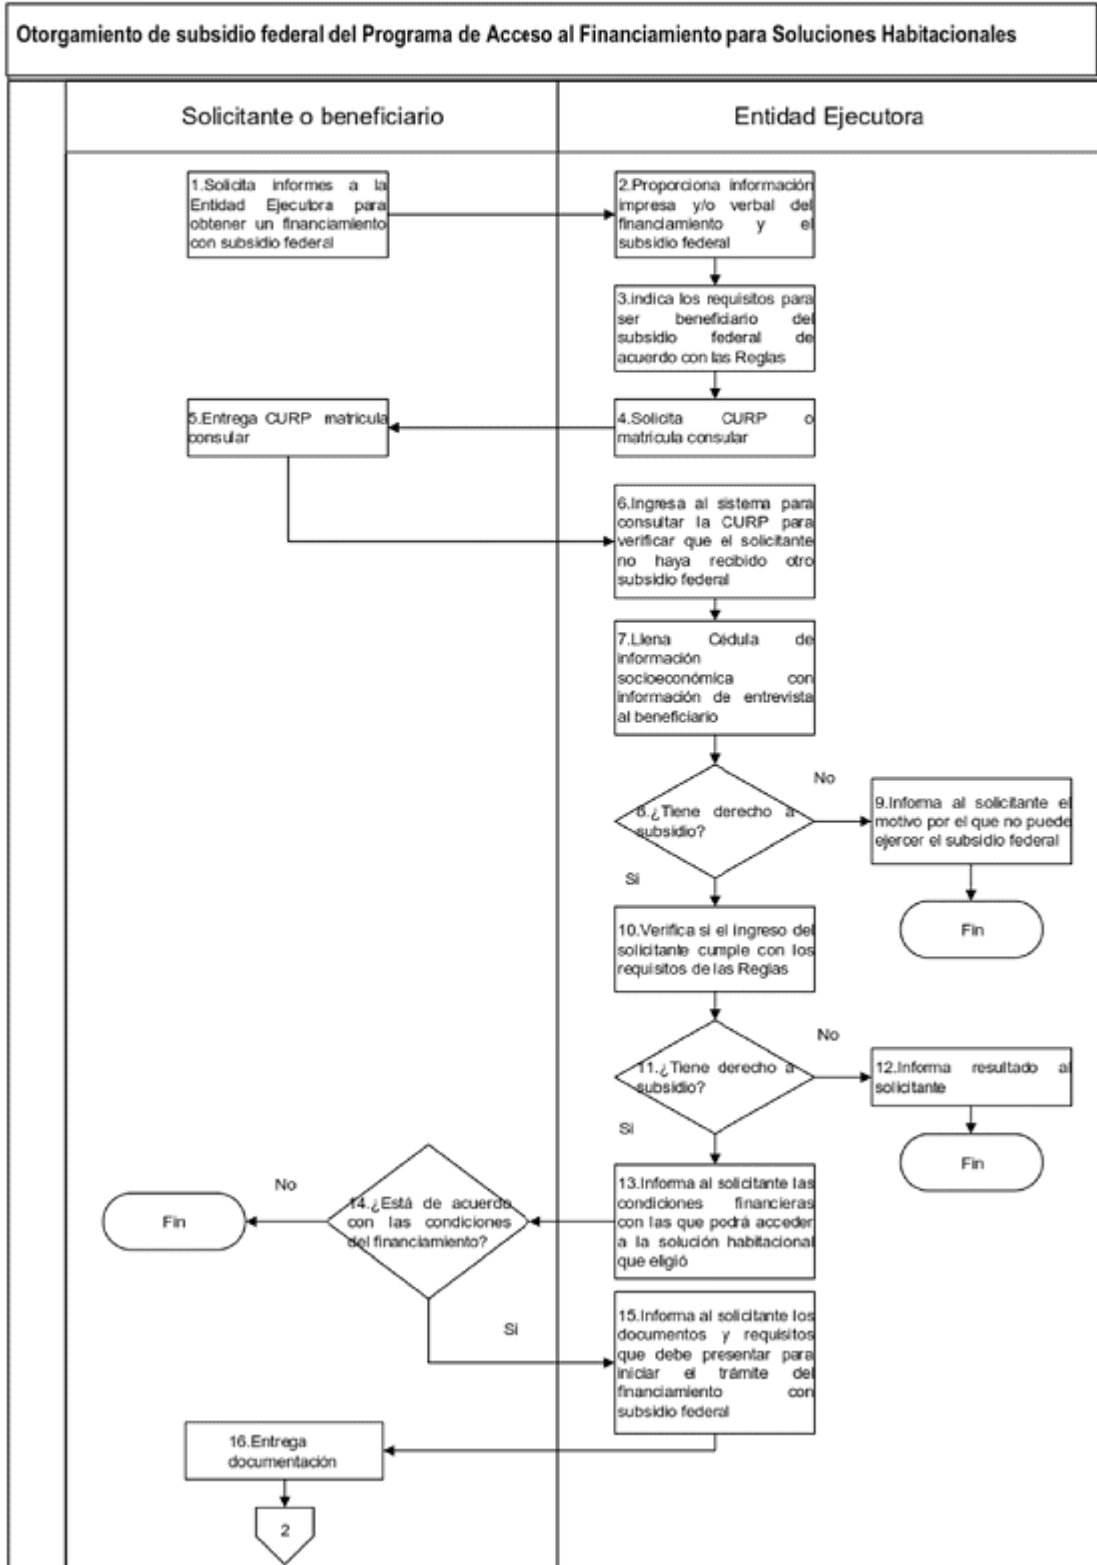 Otorgamiento de subsidio federal del Programa de Acceso al Financiamiento para Soluciones Habitacionales
Solicitante o beneficiario
Entidad Ejecutora
1.Solicita informes a la
Entidad Ejecutora para
obtener un financiamiento
con subsidio federal
2.Proporciona información
impresa y/o verbal del
financiamiento y el
subsidio federal
3.indica los requisitos para
ser beneficiario del
subsidio federal de
acuerdo con las Reglas
4.Solicita CURP o
matricula consular
5.Entrega CURP matricula
consular
6.Ingresa al sistema para
consultar la CURP para
verificar que el solicitante
no haya recibido otro
subsidio federal
7.Llena Cédula de
información
socioeconómica con
información de entrevista
al beneficiario
8.¿Tiene derecho a
subsidio?
No
9.Informa al solicitante el
motivo por el que no puede
ejercer el subsidio federal
Fin
Si
10.Verifica si el ingreso del
solicitante cumple con los
requisitos de las Reglas
11.¿Tiene derecho a
subsidio?
No
12.Informa resultado al
solicitante
Fin
Si
13.Informa al solicitante las
condiciones financieras
con las que podrá acceder
a la solución habitacional
que eligió
14.¿Está de acuerdo
con las condiciones
del financiamiento?
No
Fin
Si
15.Informa al solicitante los
documentos y requisitos
que debe presentar para
iniciar el trámite del
financiamiento con
subsidio federal
16.Entrega
documentación
2